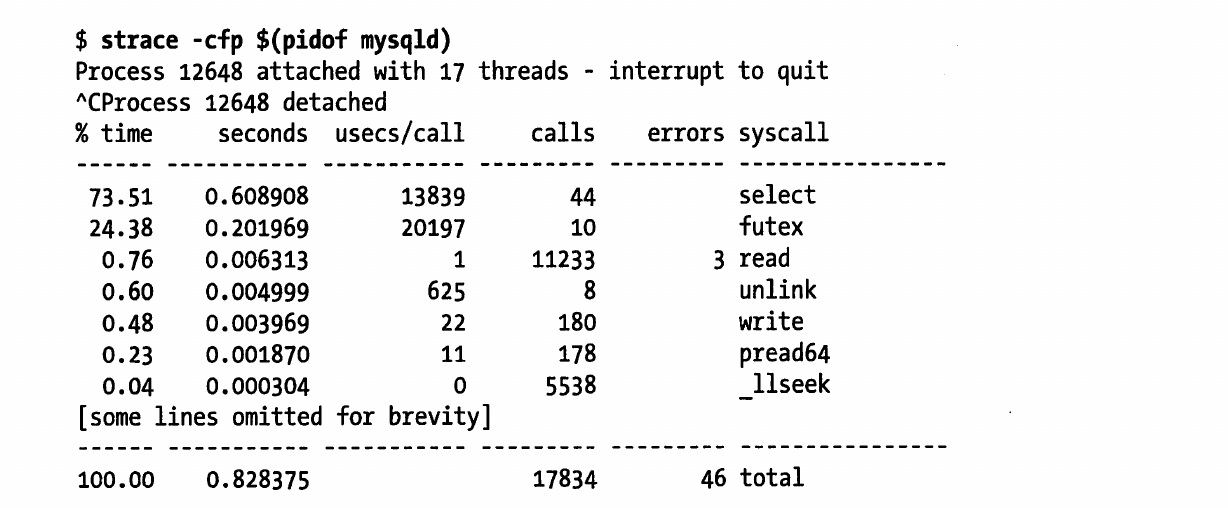 $ strace -cfp $(pidof mysqld)
Process 12648 attached with 17 threads - interrupt to quit
^CProcess 12648 detached
% time     seconds  usecs/call     calls    errors syscall
------ ----------- ----------- --------- --------- ----------------
 73.51    0.608908       13839        44           select
 24.38    0.201969       20197        10           futex
  0.76    0.006313           1     11233         3 read
  0.60    0.004999         625         8           unlink
  0.48    0.003969          22       180           write
  0.23    0.001870          11       178           pread64
  0.04    0.000304           0      5538           _llseek
[some lines omitted for brevity]
------ ----------- ----------- --------- --------- ----------------
100.00    0.828375                 17834        46 total